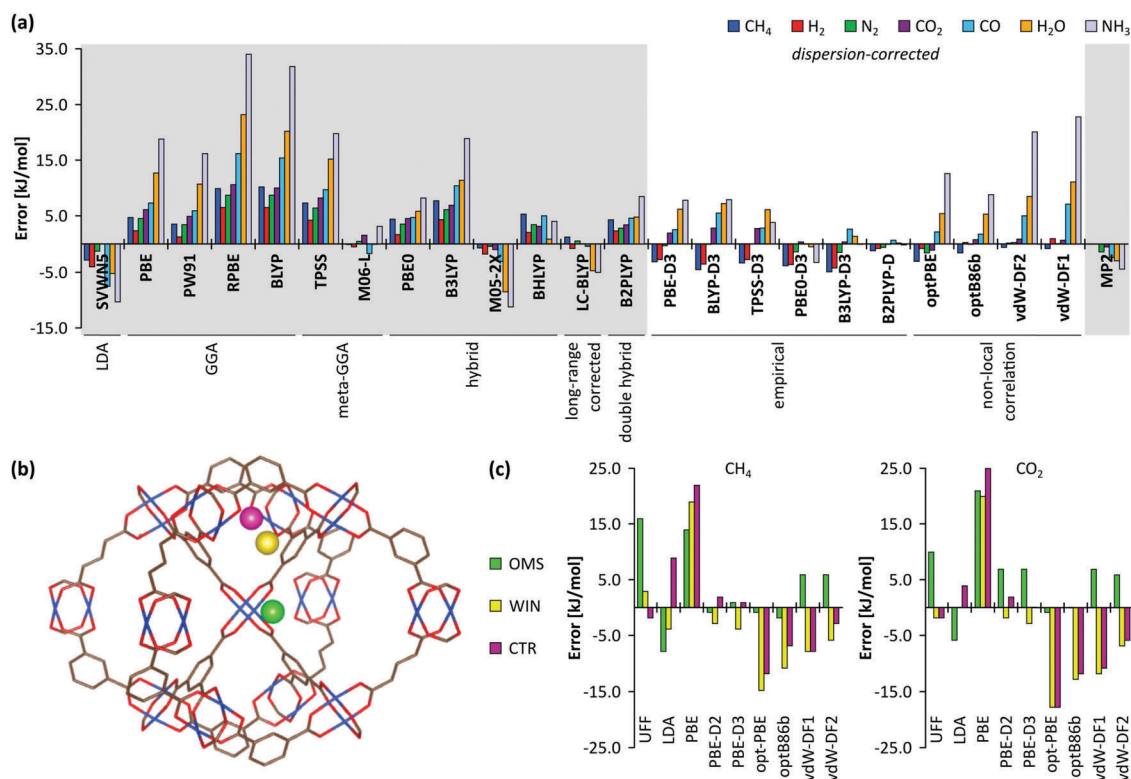 (a)
CH₄ H₂ N₂ CO₂ CO H₂O NH₃
dispersion-corrected
Error [kJ/mol]
35.0
25.0
15.0
5.0
-5.0
-15.0
SVWN5 PBE PW91 RPBE BLYP TPSS M06-L PBE0 B3LYP M05-2X BHLYP LC-BLYP B2PLYP PBE-D3 BLYP-D3 TPSS-D3 PBE0-D3 B3LYP-D3 B2PLYP-D optPBE optB86b vdW-DF2 vdW-DF1 MP2
LDA
GGA
meta-GGA
hybrid
long-range
corrected
double hybrid
empirical
non-local
correlation
(b)
OMS
WIN
CTR
(c)
CH₄
Error [kJ/mol]
25.0
15.0
5.0
-5.0
-15.0
-25.0
UFF LDA PBE PBE-D2 PBE-D3 opt-PBE optB86b vdW-DF1 vdW-DF2
CO₂
Error [kJ/mol]
25.0
15.0
5.0
-5.0
-15.0
-25.0
UFF LDA PBE PBE-D2 PBE-D3 opt-PBE optB86b vdW-DF1 vdW-DF2